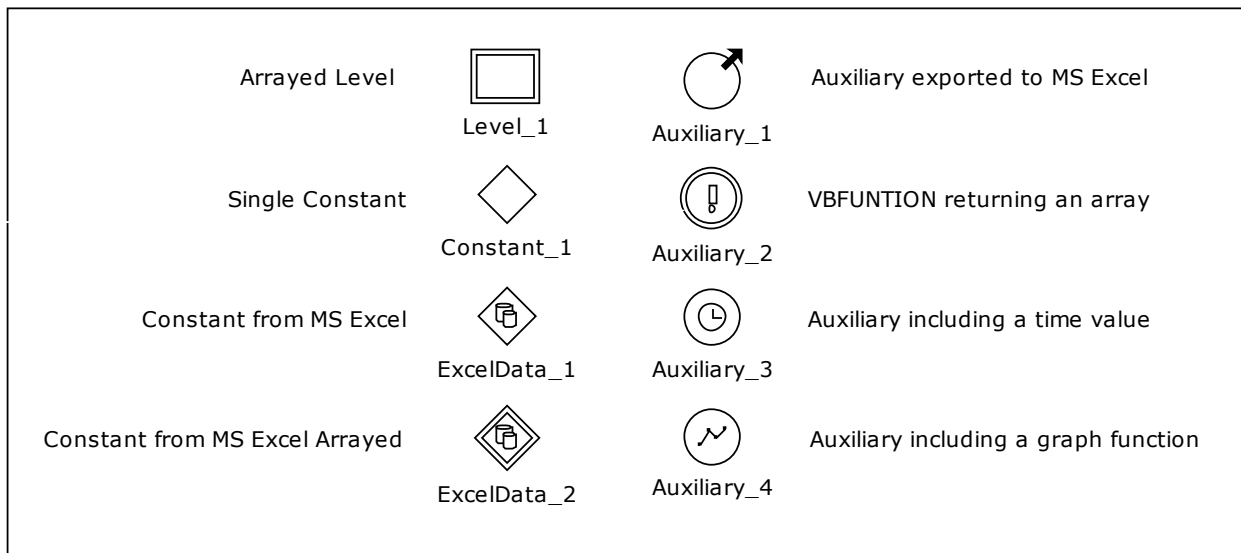 Arrayed Level
Level_1
Auxiliary exported to MS Excel
Auxiliary_1
Single Constant
Constant_1
VBFUNTION returning an array
Auxiliary_2
Constant from MS Excel
ExcelData_1
Auxiliary including a time value
Auxiliary_3
Constant from MS Excel Arrayed
ExcelData_2
Auxiliary including a graph function
Auxiliary_4